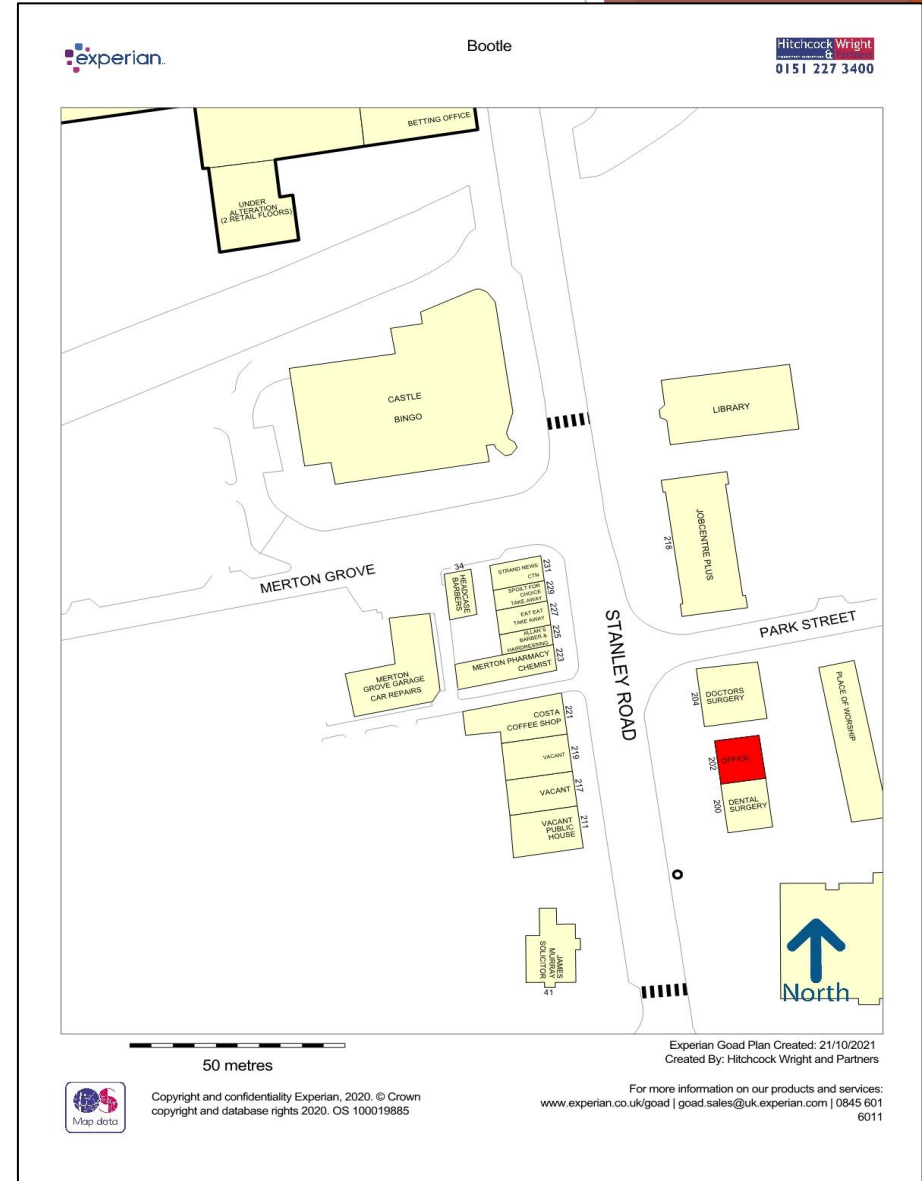 experian.
Bootle
Hitchcock Wright
&
0151 227 3400
BETTING OFFICE
UNDER
ALTERATION
(2 RETAIL FLOORS)
CASTLE
BINGO
LIBRARY
JOBCENTRE PLUS
218
MERTON GROVE
34
HEADCASE
BARBERS
STRAND NEWS
CTN
231
SPOILT FOR
CHOICE
TAKE AWAY
229
EAT EAT
TAKE AWAY
227
ALLAN'S
BARBER &
HAIRDRESSING
225
MERTON PHARMACY
CHEMIST
223
STANLEY ROAD
PARK STREET
MERTON
GROVE GARAGE
CAR REPAIRS
COSTA
COFFEE SHOP
221
VACANT
219
VACANT
217
VACANT
PUBLIC
HOUSE
211
204
DOCTORS
SURGERY
PLACE OF WORSHIP
202
OFFICE
200
DENTAL
SURGERY
JAMES
MURRAY
SOLICITOR
41
North
50 metres
Experian Goad Plan Created: 21/10/2021
Created By: Hitchcock Wright and Partners
Map data
Copyright and confidentiality Experian, 2020. © Crown
copyright and database rights 2020. OS 100019885
For more information on our products and services:
www.experian.co.uk/goad | goad.sales@uk.experian.com | 0845 601
6011